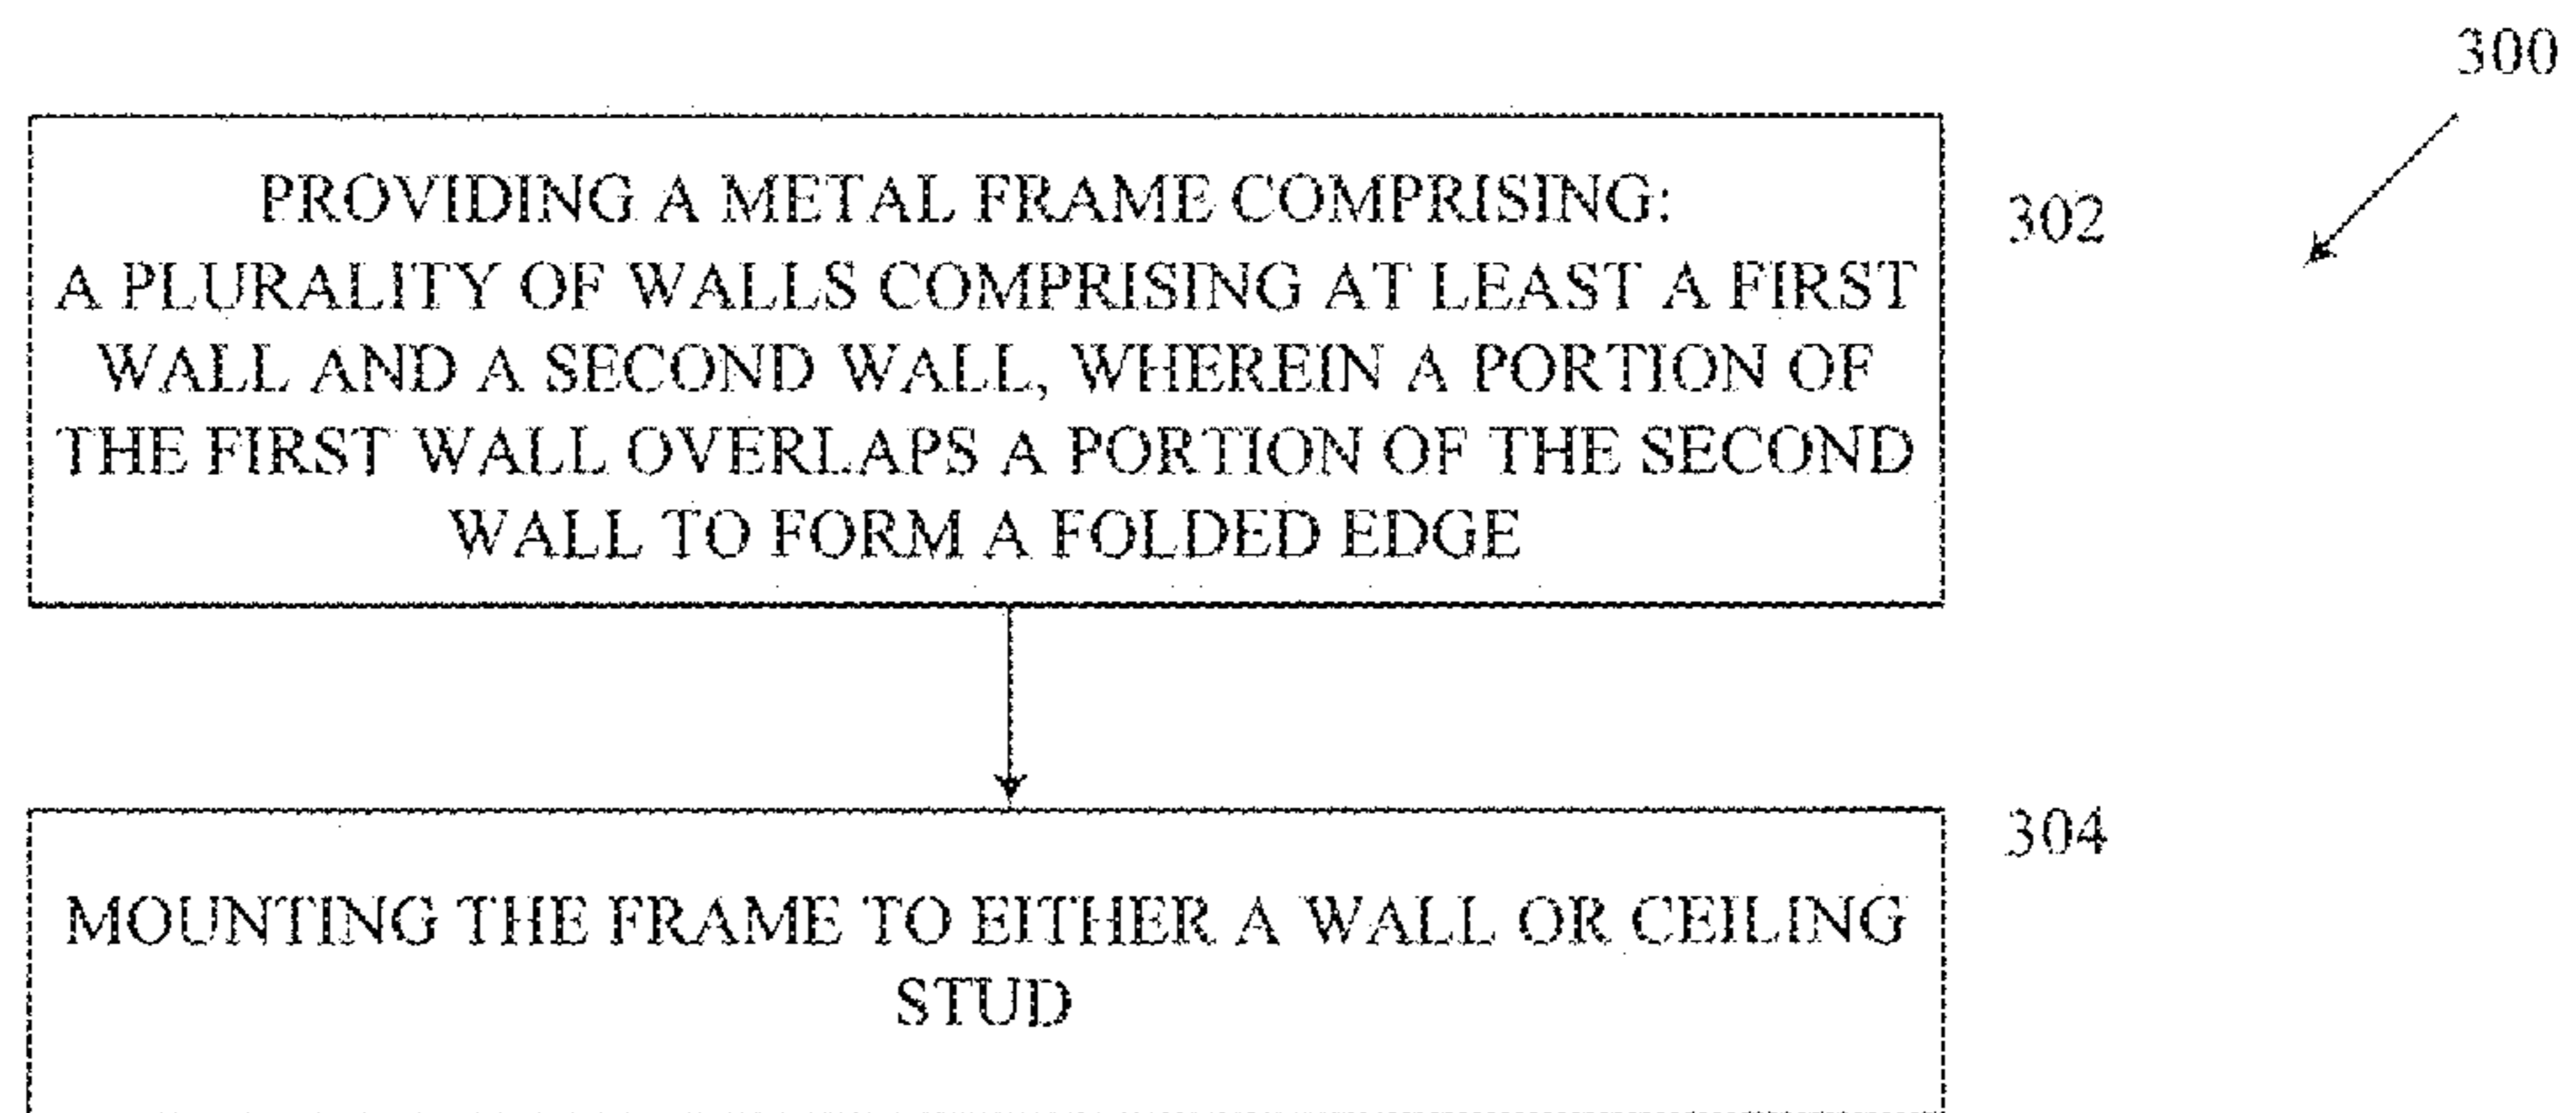 300
PROVIDING A METAL FRAME COMPRISING:
302
A PLURALITY OF WALLS COMPRISING AT LEAST A FIRST
WALL AND A SECOND WALL, WHEREIN A PORTION OF
THE FIRST WALL OVERLAPS A PORTION OF THE SECOND
WALL TO FORM A FOLDED EDGE
304
MOUNTING THE FRAME TO EITHER A WALL OR CEILING
STUD